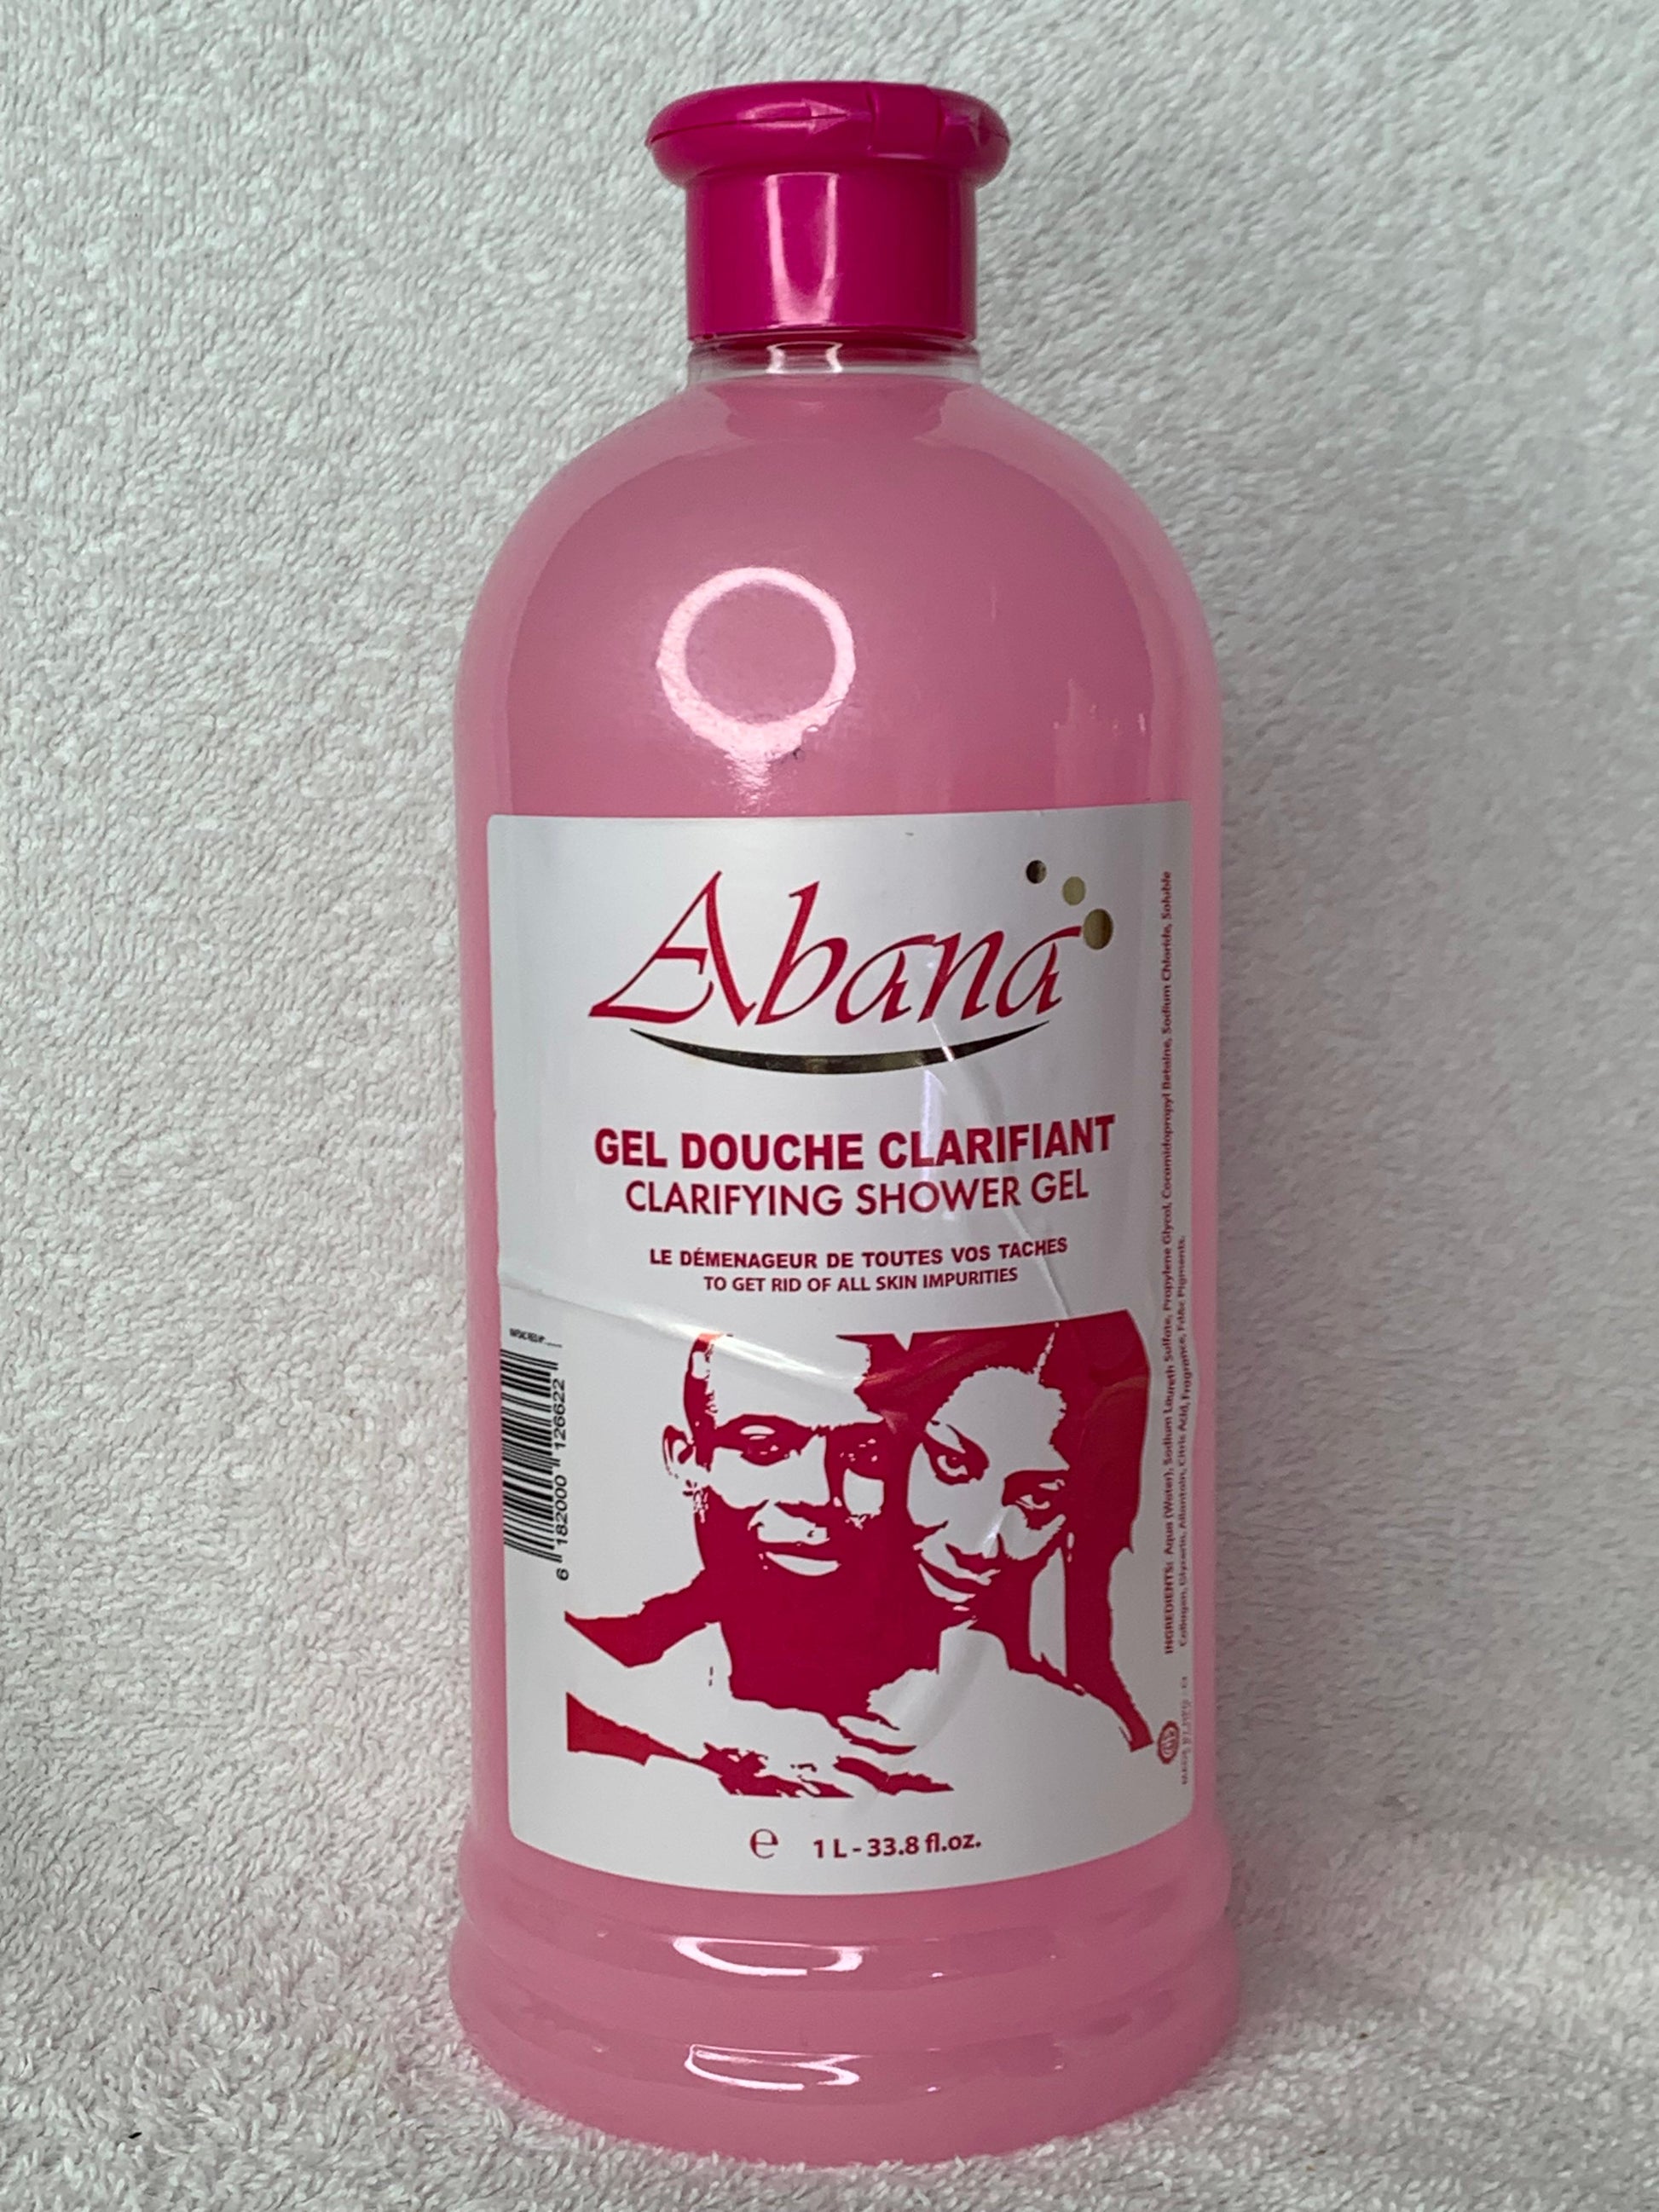 Abana
GEL DOUCHE CLARIFIANT
CLARIFYING SHOWER GEL
LE DÉMENAGEUR DE TOUTES VOS TACHES
TO GET RID OF ALL SKIN IMPURITIES
6 182000 126622
e 1 L - 33.8 fl.oz.
INGREDIENTS: Aqua (Water), Sodium Laureth Sulfate, Propylene Glycol, Cocamidopropyl Betaine, Sodium Chloride, Soluble
Collagen, Glycerin, Allantoin, Citric Acid, Fragrance, Fd&c Pigments.